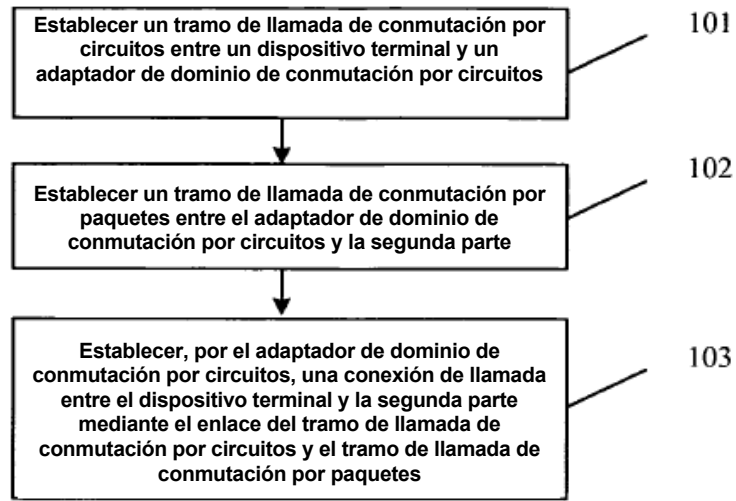 Establecer un tramo de llamada de conmutación por
circuitos entre un dispositivo terminal y un
adaptador de dominio de conmutación por circuitos
101
Establecer un tramo de llamada de conmutación por
paquetes entre el adaptador de dominio de
conmutación por circuitos y la segunda parte
102
Establecer, por el adaptador de dominio de
conmutación por circuitos, una conexión de llamada
entre el dispositivo terminal y la segunda parte
mediante el enlace del tramo de llamada de
conmutación por circuitos y el tramo de llamada de
conmutación por paquetes
103